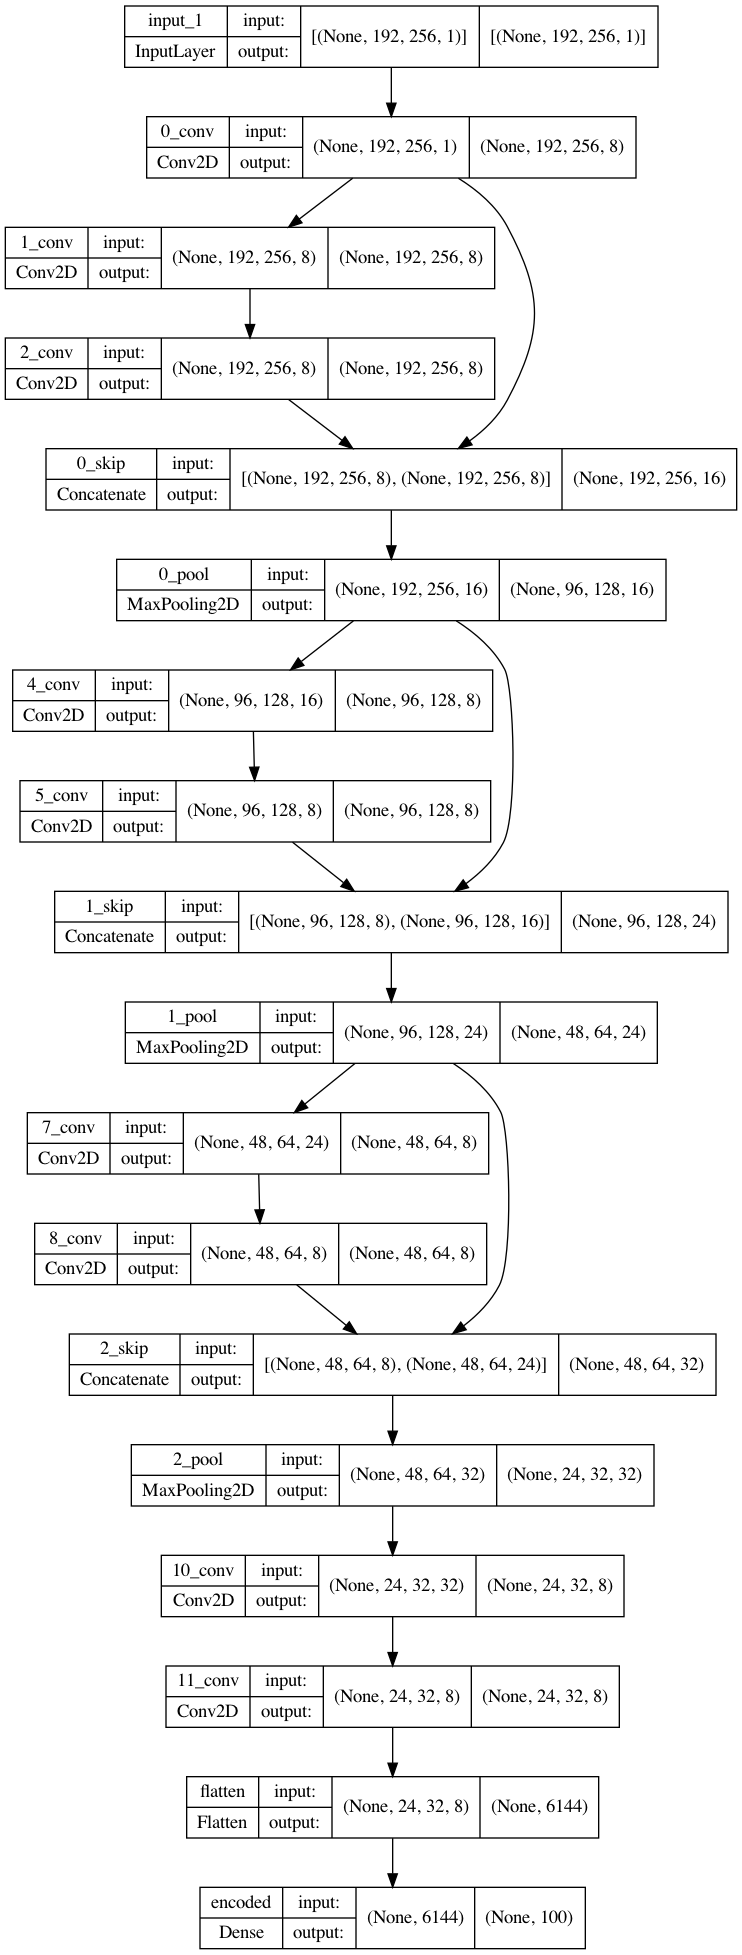 input_1 input: [(None, 192, 256, 1)] [(None, 192, 256, 1)]
InputLayer output:
0_conv input: (None, 192, 256, 1) (None, 192, 256, 8)
Conv2D output:
1_conv input: (None, 192, 256, 8) (None, 192, 256, 8)
Conv2D output:
2_conv input: (None, 192, 256, 8) (None, 192, 256, 8)
Conv2D output:
0_skip input: [(None, 192, 256, 8), (None, 192, 256, 8)] (None, 192, 256, 16)
Concatenate output:
0_pool input: (None, 192, 256, 16) (None, 96, 128, 16)
MaxPooling2D output:
4_conv input: (None, 96, 128, 16) (None, 96, 128, 8)
Conv2D output:
5_conv input: (None, 96, 128, 8) (None, 96, 128, 8)
Conv2D output:
1_skip input: [(None, 96, 128, 8), (None, 96, 128, 16)] (None, 96, 128, 24)
Concatenate output:
1_pool input: (None, 96, 128, 24) (None, 48, 64, 24)
MaxPooling2D output:
7_conv input: (None, 48, 64, 24) (None, 48, 64, 8)
Conv2D output:
8_conv input: (None, 48, 64, 8) (None, 48, 64, 8)
Conv2D output:
2_skip input: [(None, 48, 64, 8), (None, 48, 64, 24)] (None, 48, 64, 32)
Concatenate output:
2_pool input: (None, 48, 64, 32) (None, 24, 32, 32)
MaxPooling2D output:
10_conv input: (None, 24, 32, 32) (None, 24, 32, 8)
Conv2D output:
11_conv input: (None, 24, 32, 8) (None, 24, 32, 8)
Conv2D output:
flatten input: (None, 24, 32, 8) (None, 6144)
Flatten output:
encoded input: (None, 6144) (None, 100)
Dense output: